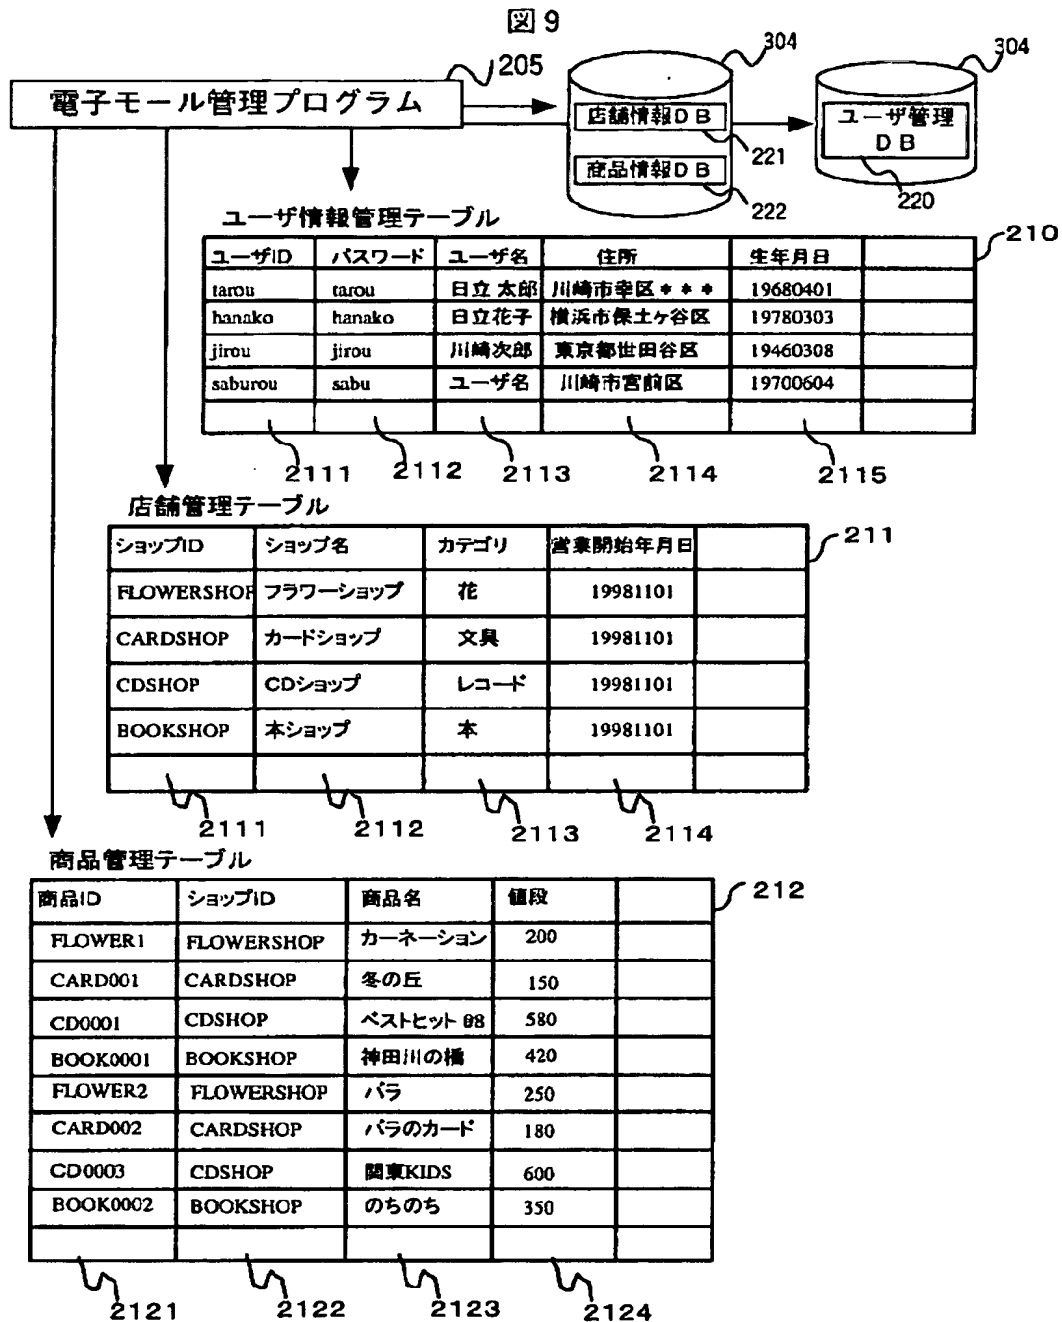 図9
205
304
304
電子モール管理プログラム
店舗情報DB
221
商品情報DB
222
ユーザ管理
DB
220
ユーザ情報管理テーブル
210
ユーザID パスワード ユーザ名 住所 生年月日
tarou tarou 日立 太郎 川崎市幸区*** 19680401
hanako hanako 日立花子 横浜市保土ヶ谷区 19780303
jirou jirou 川崎次郎 東京都世田谷区 19460308
saburou sabu ユーザ名 川崎市宮前区 19700604
2111 2112 2113 2114 2115
店舗管理テーブル
211
ショップID ショップ名 カテゴリ 営業開始年月日
FLOWERSHOP フラワーショップ 花 19981101
CARDSHOP カードショップ 文具 19981101
CDSHOP CDショップ レコード 19981101
BOOKSHOP 本ショップ 本 19981101
2111 2112 2113 2114
商品管理テーブル
212
商品ID ショップID 商品名 値段
FLOWER1 FLOWERSHOP カーネーション 200
CARD001 CARDSHOP 冬の丘 150
CD0001 CDSHOP ベストヒット98 580
BOOK0001 BOOKSHOP 神田川の橋 420
FLOWER2 FLOWERSHOP バラ 250
CARD002 CARDSHOP バラのカード 180
CD0003 CDSHOP 関東KIDS 600
BOOK0002 BOOKSHOP のちのち 350
2121 2122 2123 2124